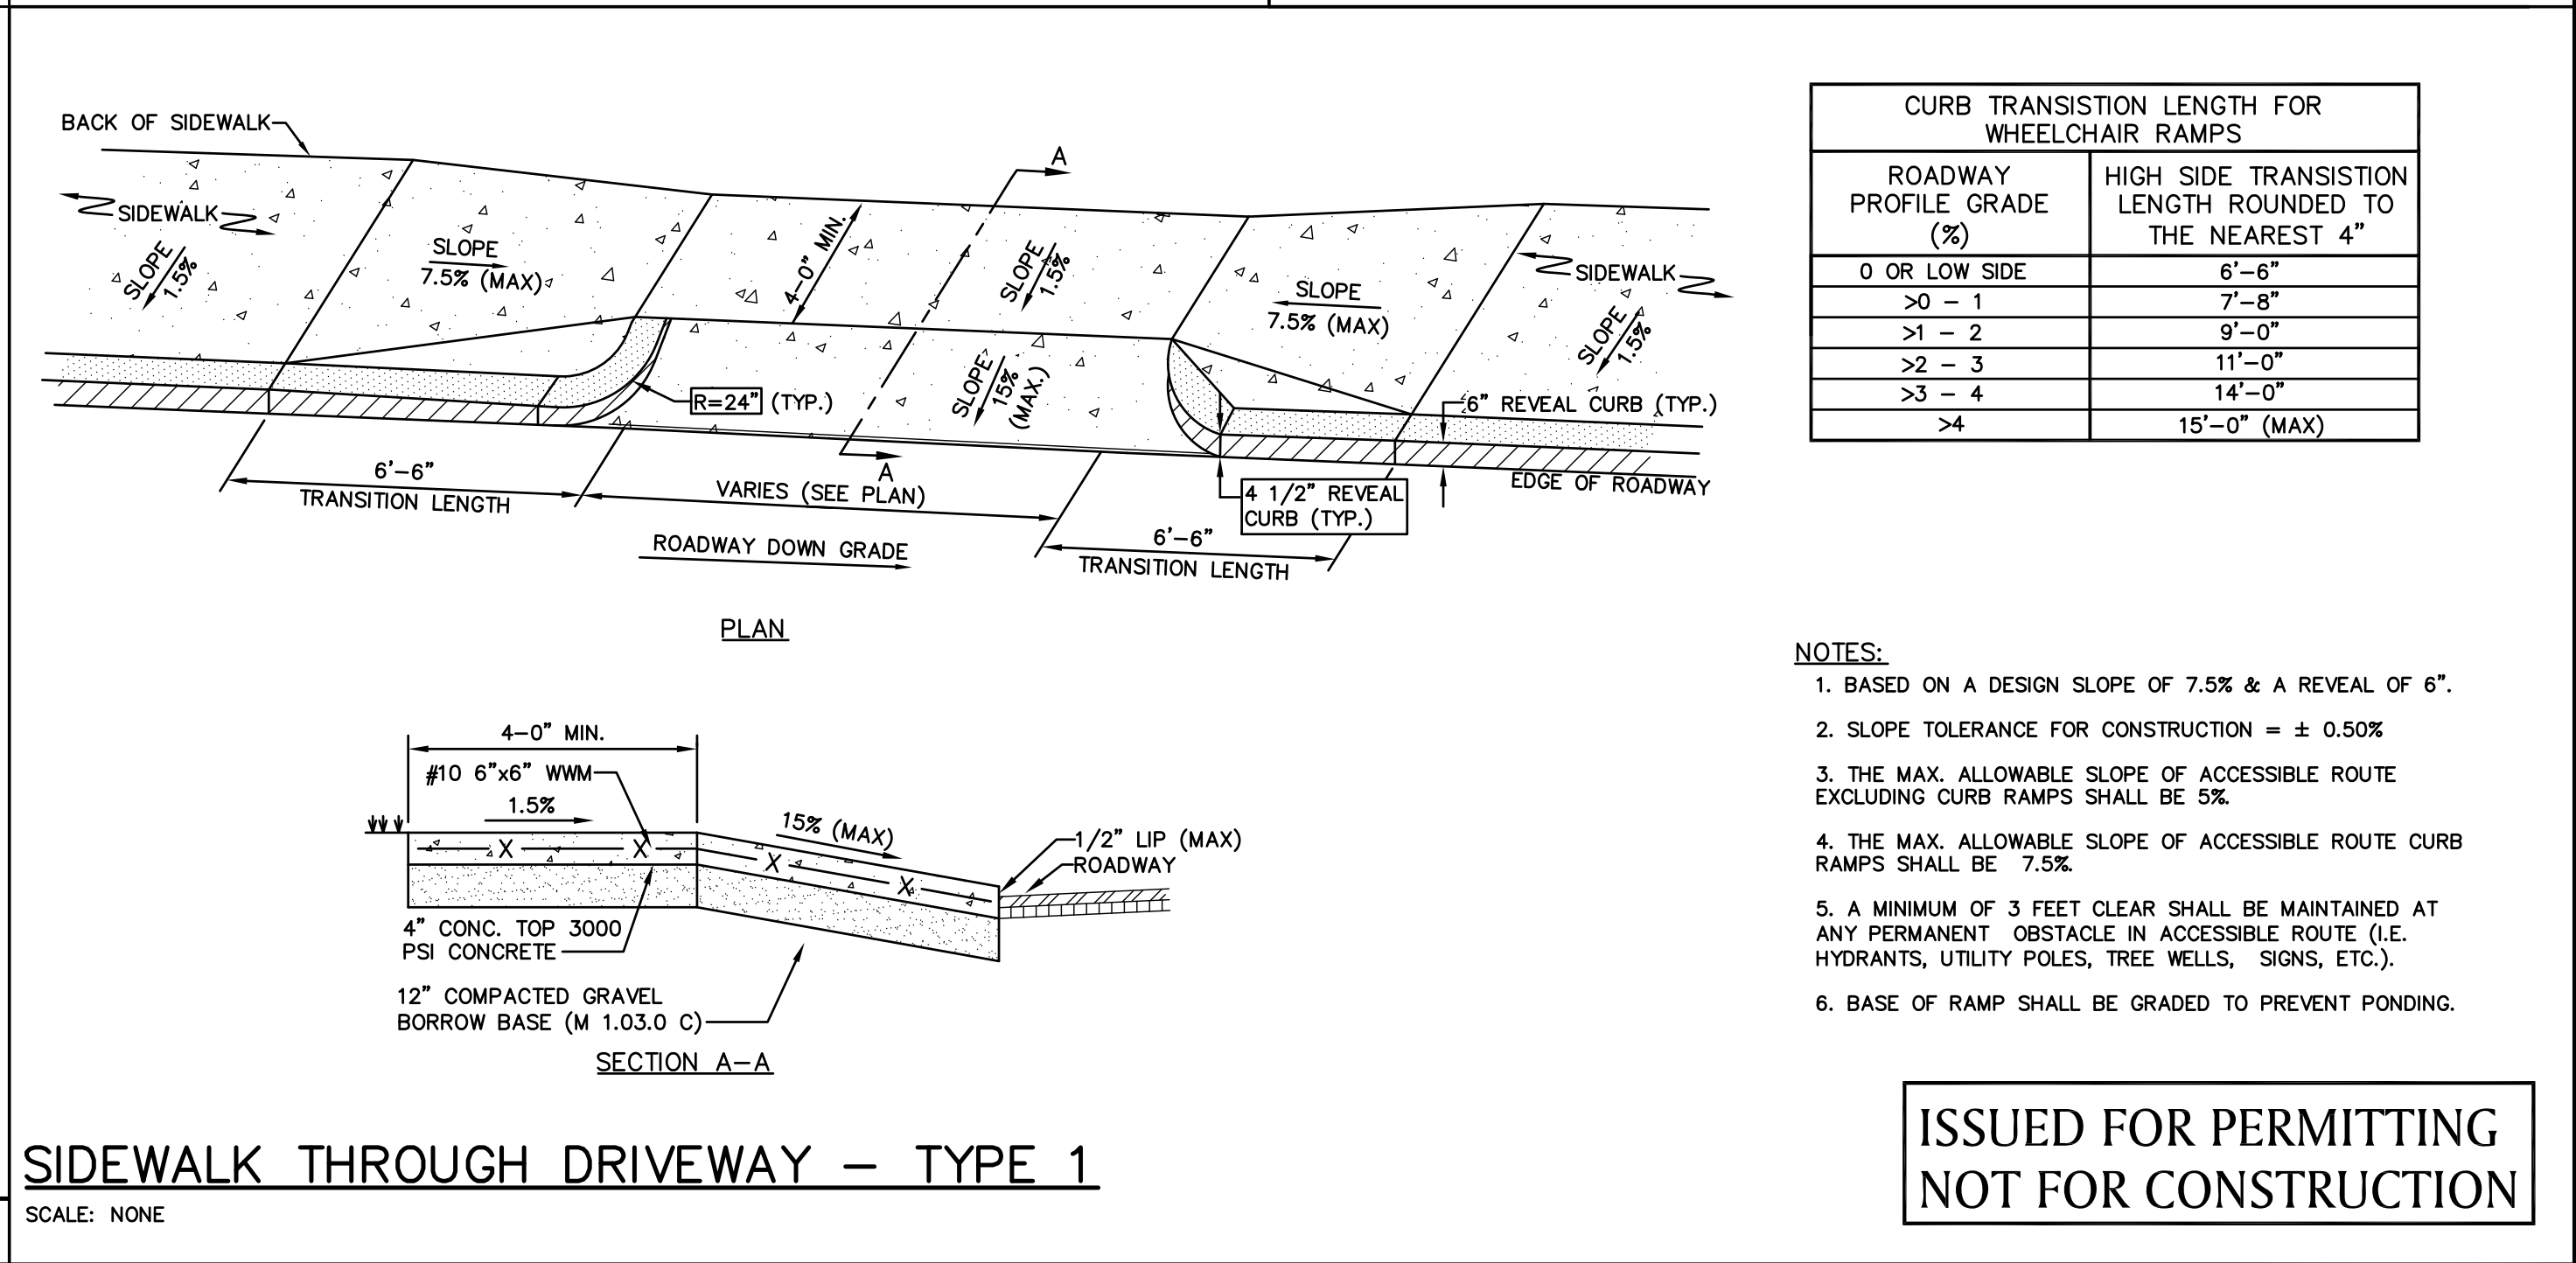 BACK OF SIDEWALK
A
SIDEWALK
SLOPE
1.5%
SLOPE
7.5% (MAX)
4-0" MIN.
SLOPE
1.5%
SLOPE
7.5% (MAX)
SIDEWALK
SLOPE
1.5%
R=24" (TYP.)
SLOPE
15%
(MAX.)
6" REVEAL CURB (TYP.)
A
6'-6"
TRANSITION LENGTH
VARIES (SEE PLAN)
4 1/2" REVEAL
CURB (TYP.)
EDGE OF ROADWAY
ROADWAY DOWN GRADE
6'-6"
TRANSITION LENGTH
PLAN
CURB TRANSISTION LENGTH FOR
WHEELCHAIR RAMPS
ROADWAY
PROFILE GRADE
(%)
HIGH SIDE TRANSISTION
LENGTH ROUNDED TO
THE NEAREST 4"
0 OR LOW SIDE 6'-6"
>0 - 1 7'-8"
>1 - 2 9'-0"
>2 - 3 11'-0"
>3 - 4 14'-0"
>4 15'-0" (MAX)
4-0" MIN.
#10 6"x6" WWM
1.5%
15% (MAX)
X X X X
1/2" LIP (MAX)
ROADWAY
4" CONC. TOP 3000
PSI CONCRETE
12" COMPACTED GRAVEL
BORROW BASE (M 1.03.0 C)
SECTION A-A
NOTES:
1. BASED ON A DESIGN SLOPE OF 7.5% & A REVEAL OF 6".
2. SLOPE TOLERANCE FOR CONSTRUCTION = ± 0.50%
3. THE MAX. ALLOWABLE SLOPE OF ACCESSIBLE ROUTE
EXCLUDING CURB RAMPS SHALL BE 5%.
4. THE MAX. ALLOWABLE SLOPE OF ACCESSIBLE ROUTE CURB
RAMPS SHALL BE 7.5%.
5. A MINIMUM OF 3 FEET CLEAR SHALL BE MAINTAINED AT
ANY PERMANENT OBSTACLE IN ACCESSIBLE ROUTE (I.E.
HYDRANTS, UTILITY POLES, TREE WELLS, SIGNS, ETC.).
6. BASE OF RAMP SHALL BE GRADED TO PREVENT PONDING.
SIDEWALK THROUGH DRIVEWAY - TYPE 1
SCALE: NONE
ISSUED FOR PERMITTING
NOT FOR CONSTRUCTION